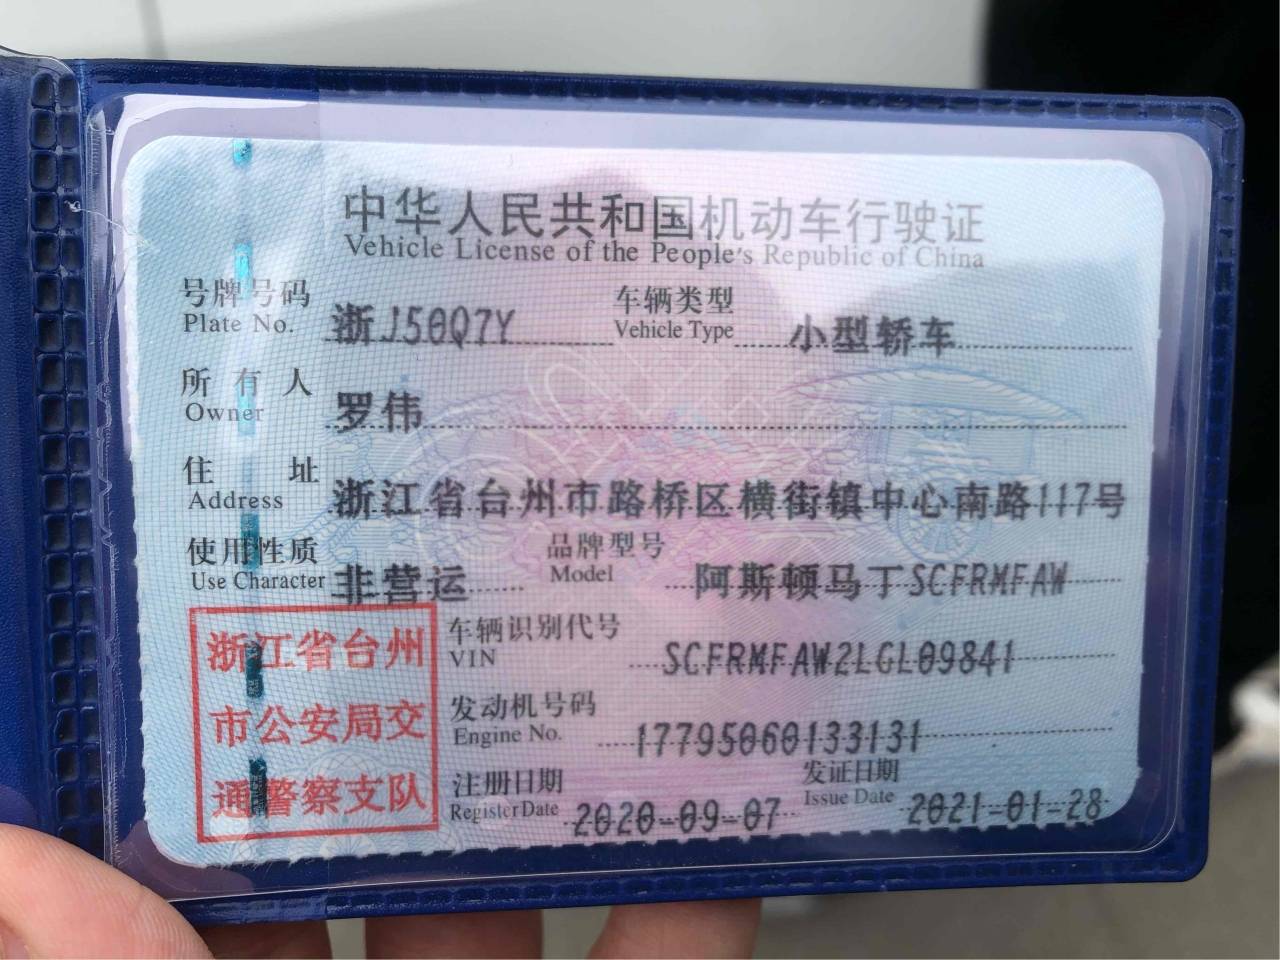 中华人民共和国机动车行驶证
Vehicle License of the People's Republic of China
号牌号码 浙J50Q7Y 车辆类型 小型轿车
Plate No. Vehicle Type
所有人 罗伟
Owner
住址 浙江省台州市路桥区横街镇中心南路117号
Address
使用性质 非营运 品牌型号 阿斯顿马丁SCFRMFAW
Use Character Model
浙江省台州
市公安局交
通警察支队
车辆识别代号 SCFRMFAW2LGL09841
VIN
发动机号码 17795060133131
Engine No.
注册日期 2020-09-07 发证日期 2021-01-28
Register Date Issue Date